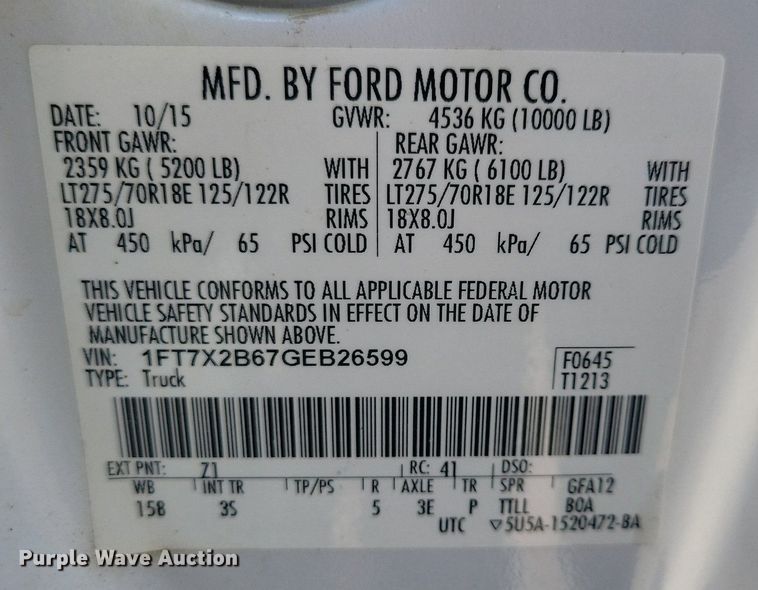 MFD. BY FORD MOTOR CO.
DATE: 10/15 GVWR: 4536 KG (10000 LB)
FRONT GAWR: REAR GAWR:
2359 KG ( 5200 LB) WITH 2767 KG ( 6100 LB) WITH
LT275/70R18E 125/122R TIRES LT275/70R18E 125/122R TIRES
18X8.0J RIMS 18X8.0J RIMS
AT 450 kPa/ 65 PSI COLD AT 450 kPa/ 65 PSI COLD
THIS VEHICLE CONFORMS TO ALL APPLICABLE FEDERAL MOTOR
VEHICLE SAFETY STANDARDS IN EFFECT ON THE DATE OF
MANUFACTURE SHOWN ABOVE.
VIN: 1FT7X2B67GEB26599 F0645
TYPE: Truck T1213
EXT PNT: Z1 RC: 41 DSO:
WB INT TR TP/PS R AXLE TR SPR GFA12
158 3S 5 3E P TTLL BOA
UTC ▽5U5A-1520472-BA
Purple Wave Auction